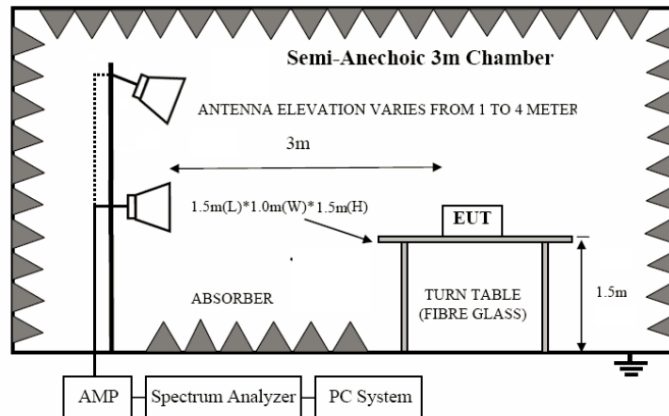 Semi-Anechoic 3m Chamber
ANTENNA ELEVATION VARIES FROM 1 TO 4 METER
3m
1.5m(L)*1.0m(W)*1.5m(H)
EUT
ABSORBER
TURN TABLE
(FIBRE GLASS)
1.5m
AMP
Spectrum Analyzer
PC System